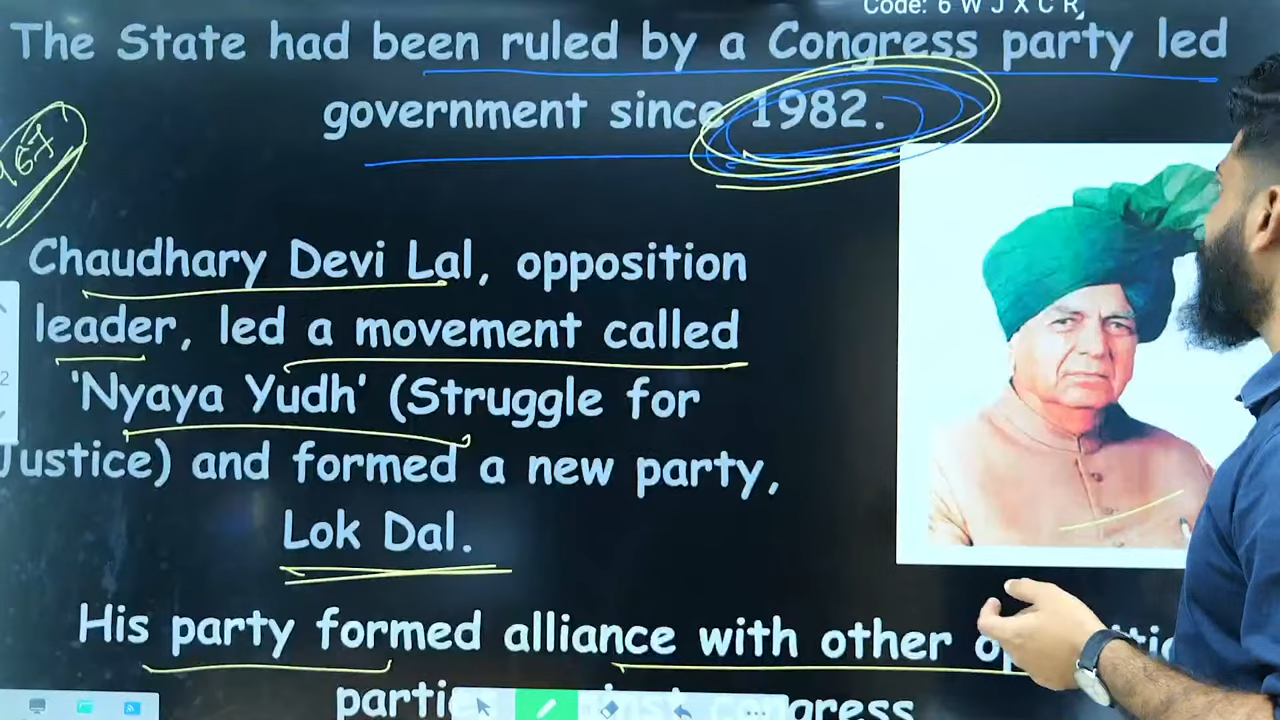 Code: 6 W J X C R
The State had been ruled by a Congress party led
government since 1982.
Chaudhary Devi Lal, opposition
leader, led a movement called
'Nyaya Yudh' (Struggle for
Justice) and formed a new party,
Lok Dal.
His party formed alliance with other